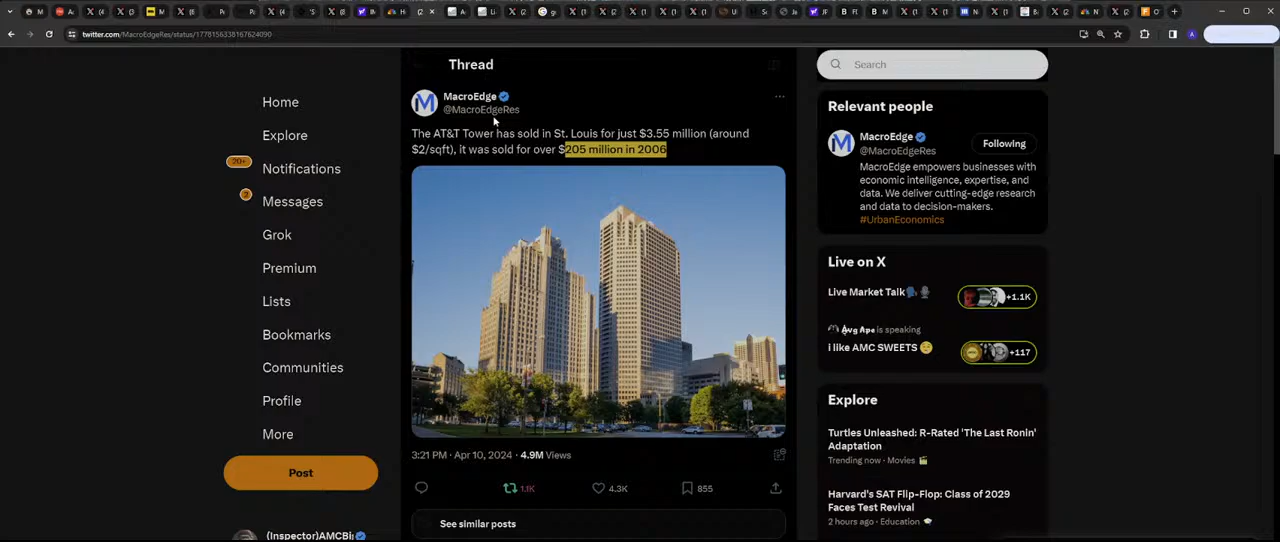 twitter.com/MacroEdgeRes/status/1778156338167624090
Home
Explore
20+
Notifications
Messages
Grok
Premium
Lists
Bookmarks
Communities
Profile
More
Post
(Inspector)AMCBi
Thread
MacroEdge
@MacroEdgeRes
The AT&T Tower has sold in St. Louis for just $3.55 million (around
$2/sqft), it was sold for over $205 million in 2006
3:21 PM · Apr 10, 2024 · 4.9M Views
1.1K
4.3K
855
See similar posts
Search
Relevant people
MacroEdge
@MacroEdgeRes
Following
MacroEdge empowers businesses with
economic intelligence, expertise, and
data. We deliver cutting-edge research
and data to decision-makers.
#UrbanEconomics
Live on X
Live Market Talk
+1.1K
Avg Ape is speaking
i like AMC SWEETS
+117
Explore
Turtles Unleashed: R-Rated 'The Last Ronin'
Adaptation
Trending now · Movies
Harvard's SAT Flip-Flop: Class of 2029
Faces Test Revival
2 hours ago · Education